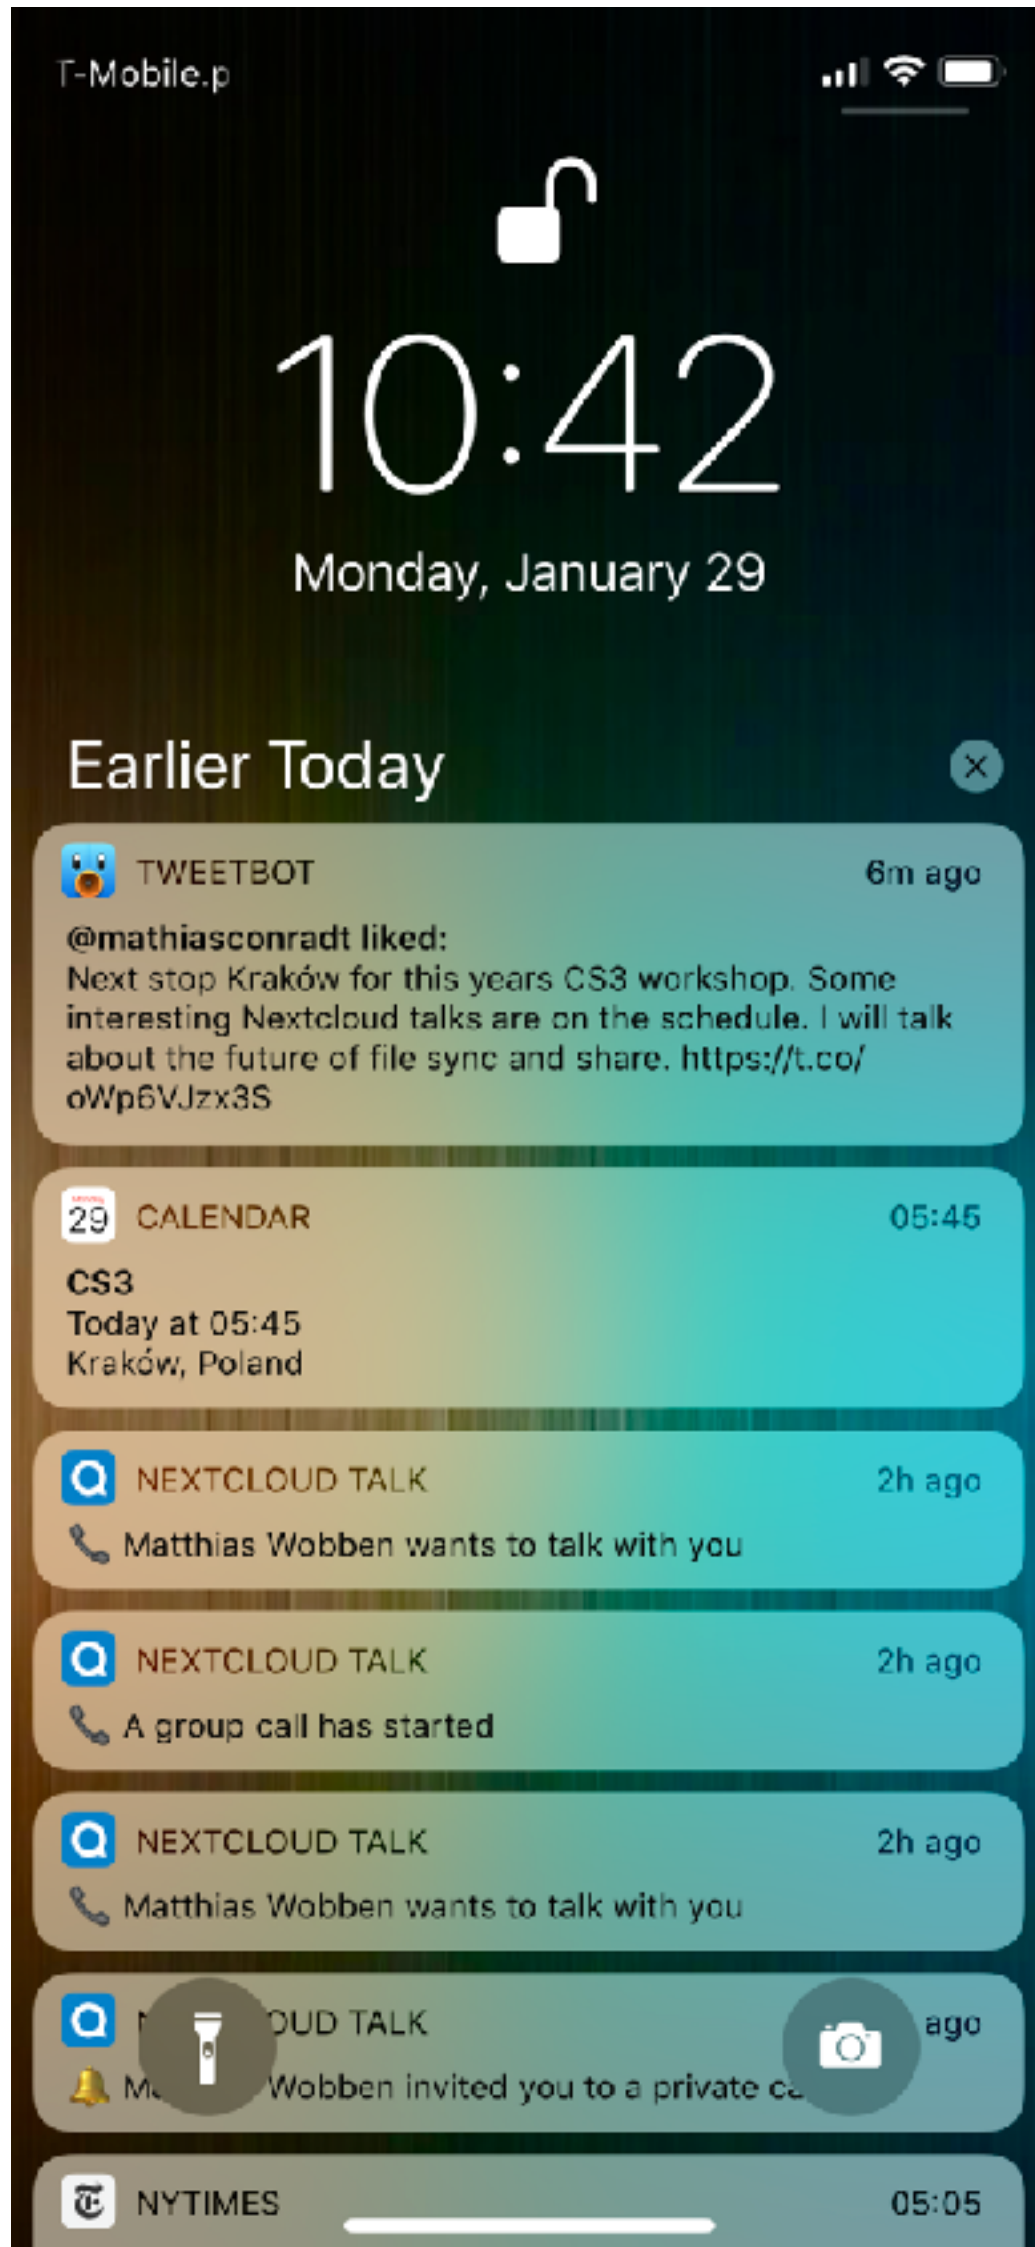 T-Mobile.p
10:42
Monday, January 29
Earlier Today
TWEETBOT 6m ago
@mathiasconradt liked:
Next stop Kraków for this years CS3 workshop. Some
interesting Nextcloud talks are on the schedule. I will talk
about the future of file sync and share. https://t.co/
oWp6VJzx3S
29 CALENDAR 05:45
CS3
Today at 05:45
Kraków, Poland
NEXTCLOUD TALK 2h ago
Matthias Wobben wants to talk with you
NEXTCLOUD TALK 2h ago
A group call has started
NEXTCLOUD TALK 2h ago
Matthias Wobben wants to talk with you
TALK ago
Wobben invited you to a private
NYTIMES 05:05